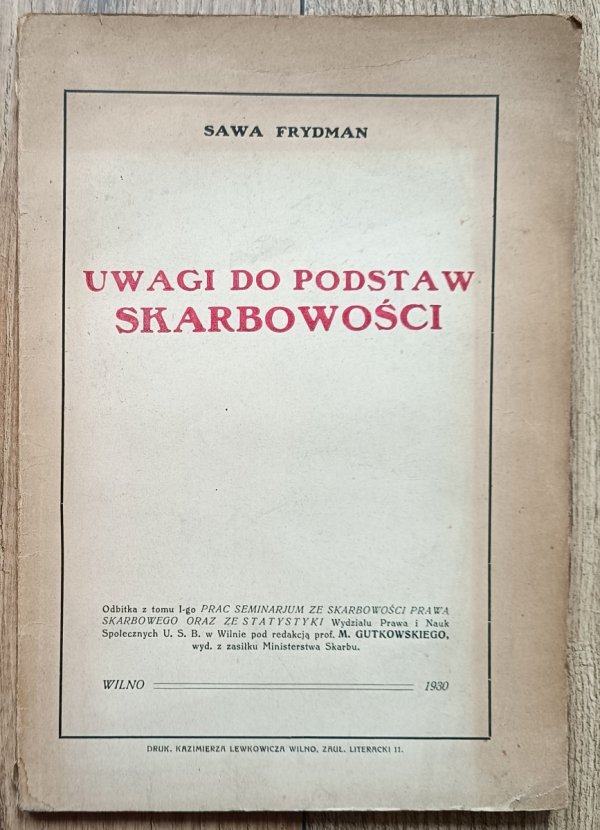 SAWA FRYDMAN
UWAGI DO PODSTAW
SKARBOWOŚCI
Odbitka z tomu I-go PRAC SEMINARJUM ZE SKARBOWOŚCI PRAWA
SKARBOWEGO ORAZ ZE STATYSTYKI Wydziału Prawa i Nauk
Społecznych U. S. B. w Wilnie pod redakcją prof. M. GUTKOWSKIEGO,
wyd. z zasiłku Ministerstwa Skarbu.
WILNO 1930
DRUK. KAZIMIERZA LEWKOWICZA WILNO, ZAUŁ. LITERACKI 11.